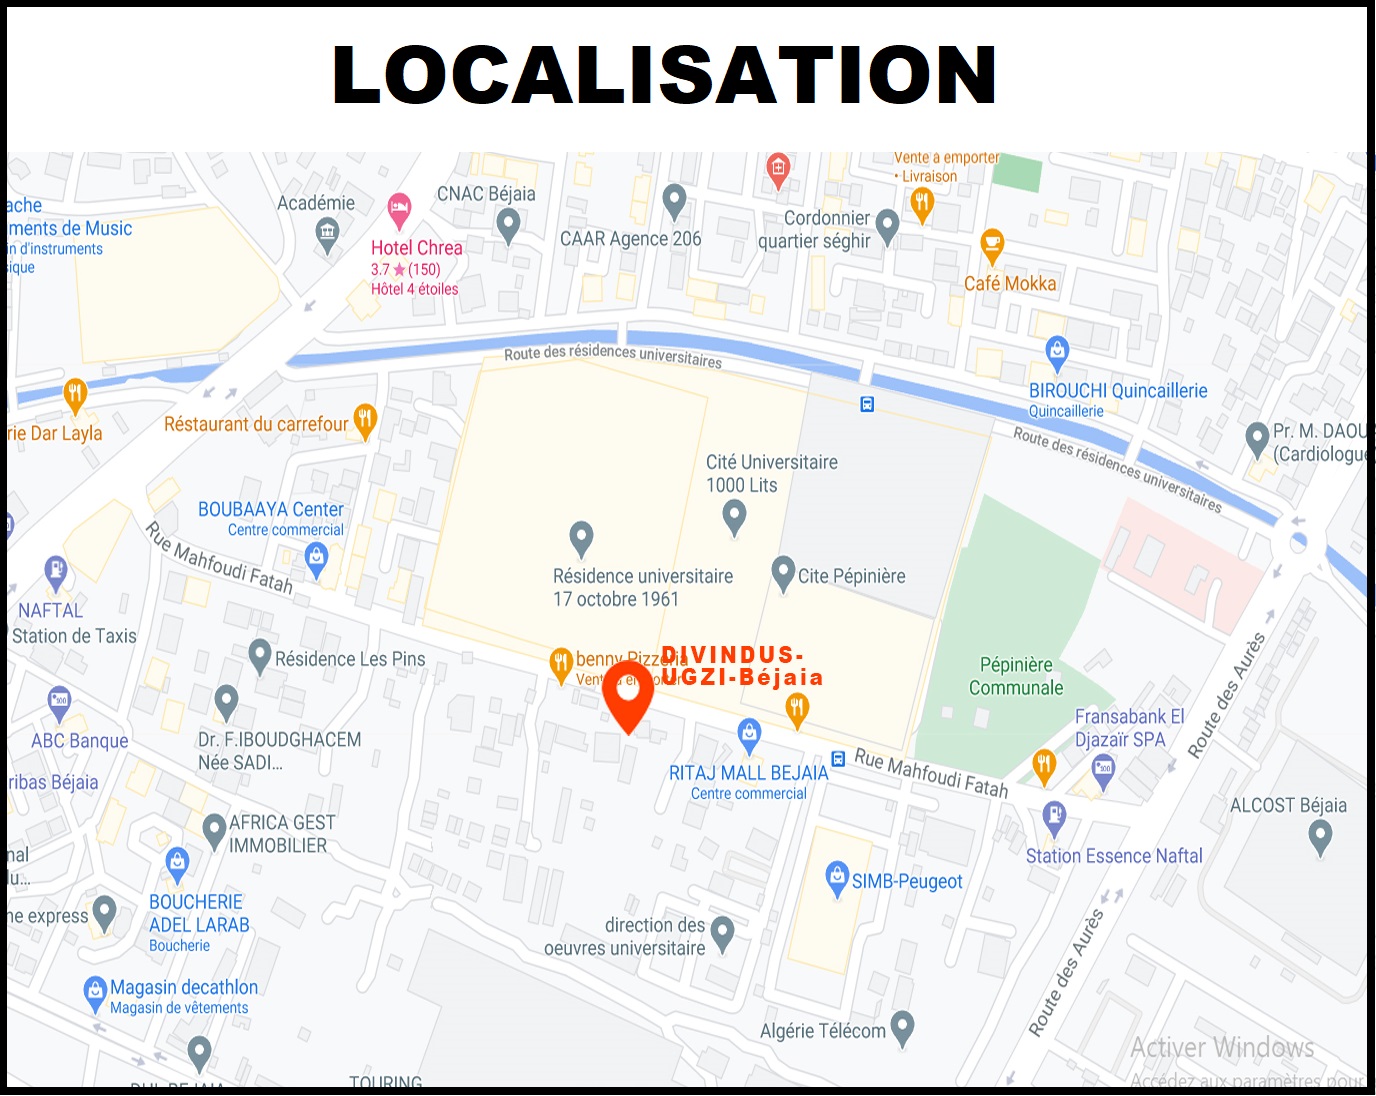 LOCALISATION
Vente à emporter
• Livraison
CNAC Béjaia
Académie
ments de Music
in d'instruments
Hotel Chrea
3.7 ★ (150)
Hôtel 4 étoiles
CAAR Agence 206
Cordonnier
quartier séghir
Café Mokka
Route des résidences universitaires
BIROUCHI Quincaillerie
Quincaillerie
Réstaurant du carrefour
rie Dar Layla
Pr. M. DAOU
(Cardiologue
Route des résidences universitaires
Cité Universitaire
1000 Lits
BOUBAAYA Center
Centre commercial
Rue Mahfoudi Fatah
Résidence universitaire
17 octobre 1961
Cite Pépinière
NAFTAL
Station de Taxis
Résidence Les Pins
benny Pizzeria
Vente à emporter
DIVINDUS-
UGZI-Béjaia
Pépinière
Communale
Route des Aurès
Fransabank El
Djazaïr SPA
ABC Banque
Dr. F.IBOUDGHACEM
Née SADI...
ribas Béjaia
RITAJ MALL BEJAIA
Centre commercial
Rue Mahfoudi Fatah
ALCOST Béjaia
AFRICA GEST
IMMOBILIER
Station Essence Naftal
SIMB-Peugeot
BOUCHERIE
ADEL LARAB
Boucherie
ne express
direction des
oeuvres universitaire
Route des Aurès
Magasin decathlon
Magasin de vêtements
Algérie Télécom
Activer Windows
Accédez aux paramètres pour
TOURING